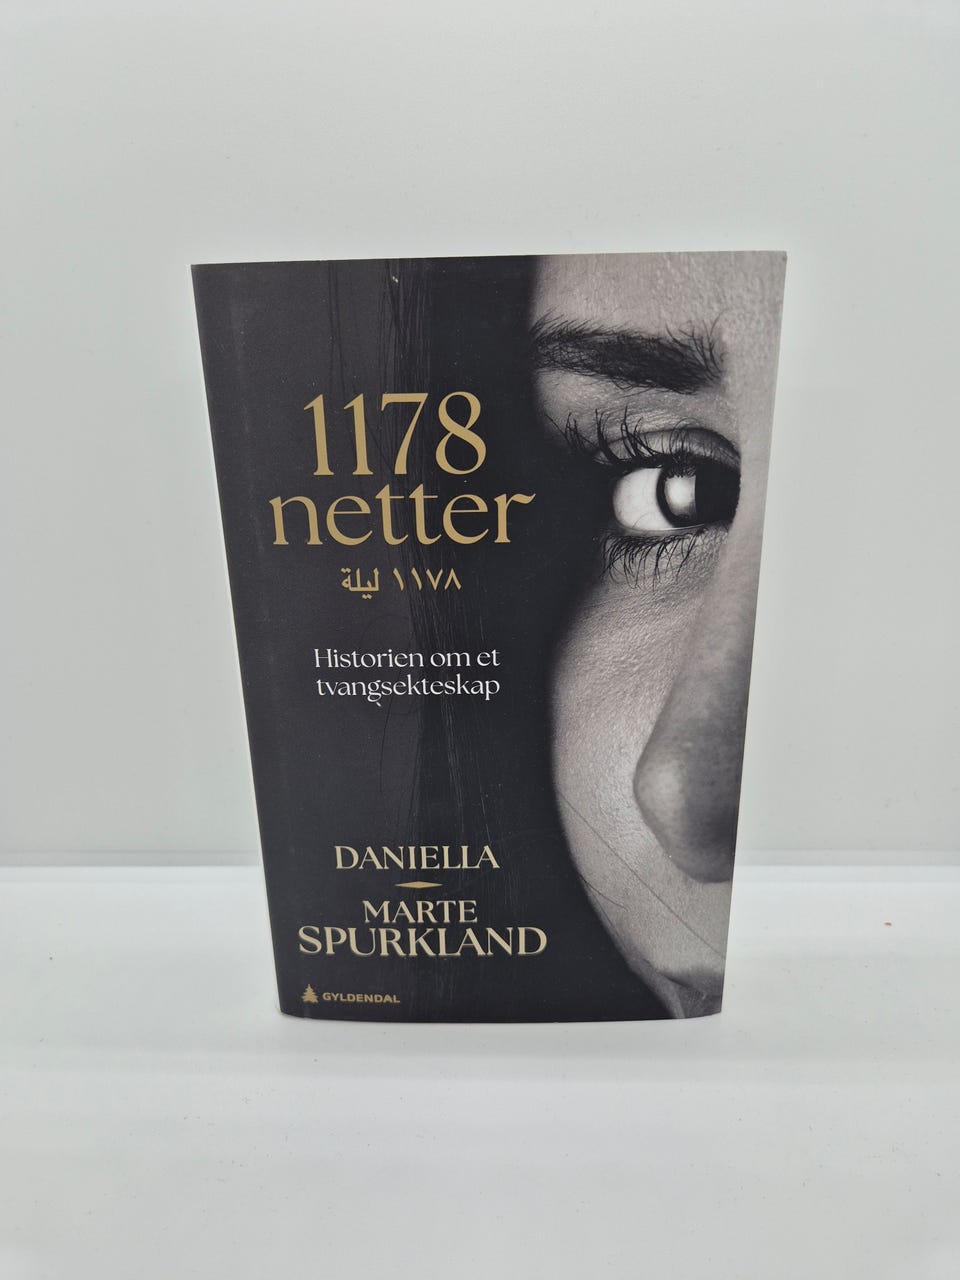 1178
netter
١١٧٨ ليلة
Historien om et
tvangsekteskap
DANIELLA
MARTE
SPURKLAND
GYLDENDAL